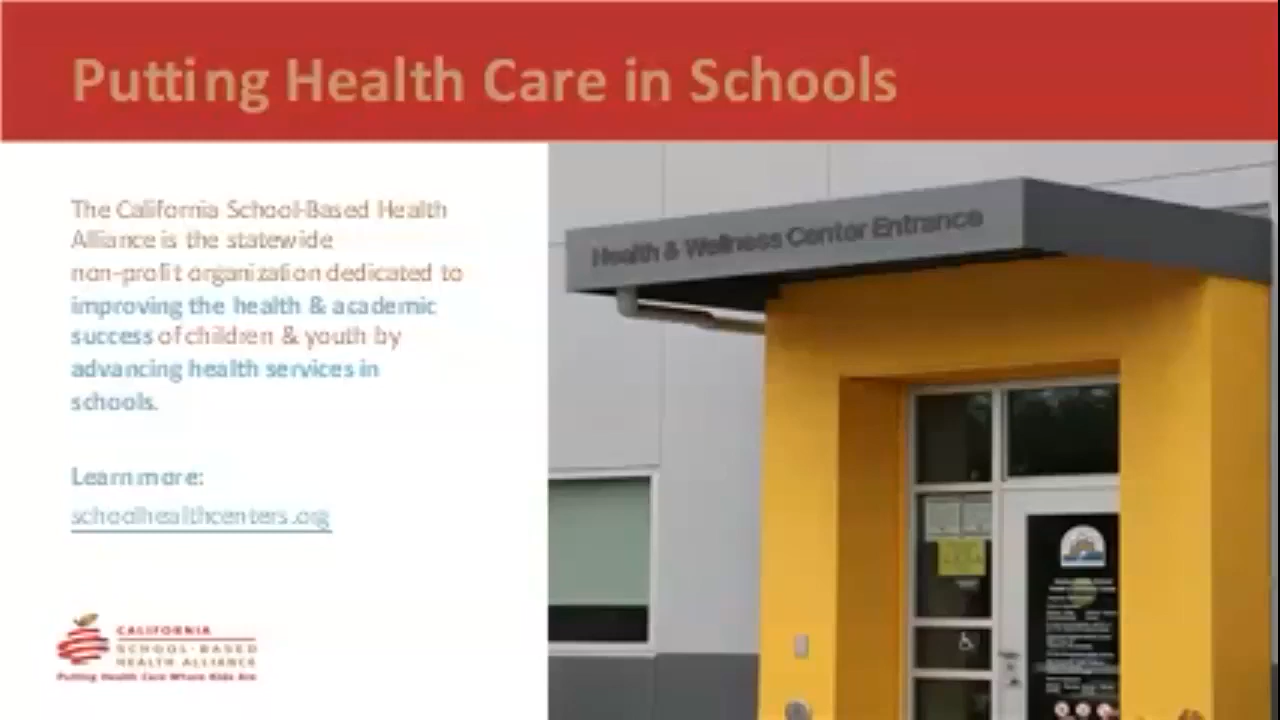 Putting Health Care in Schools
The California School-Based Health
Alliance is the statewide
non-profit organization dedicated to
improving the health & academic
success of children & youth by
advancing health services in
schools.
Learn more:
schoolhealthcenters.org
CALIFORNIA
SCHOOL-BASED
HEALTH ALLIANCE
Putting Health Care Where Kids Are
Health & Wellness Center Entrance